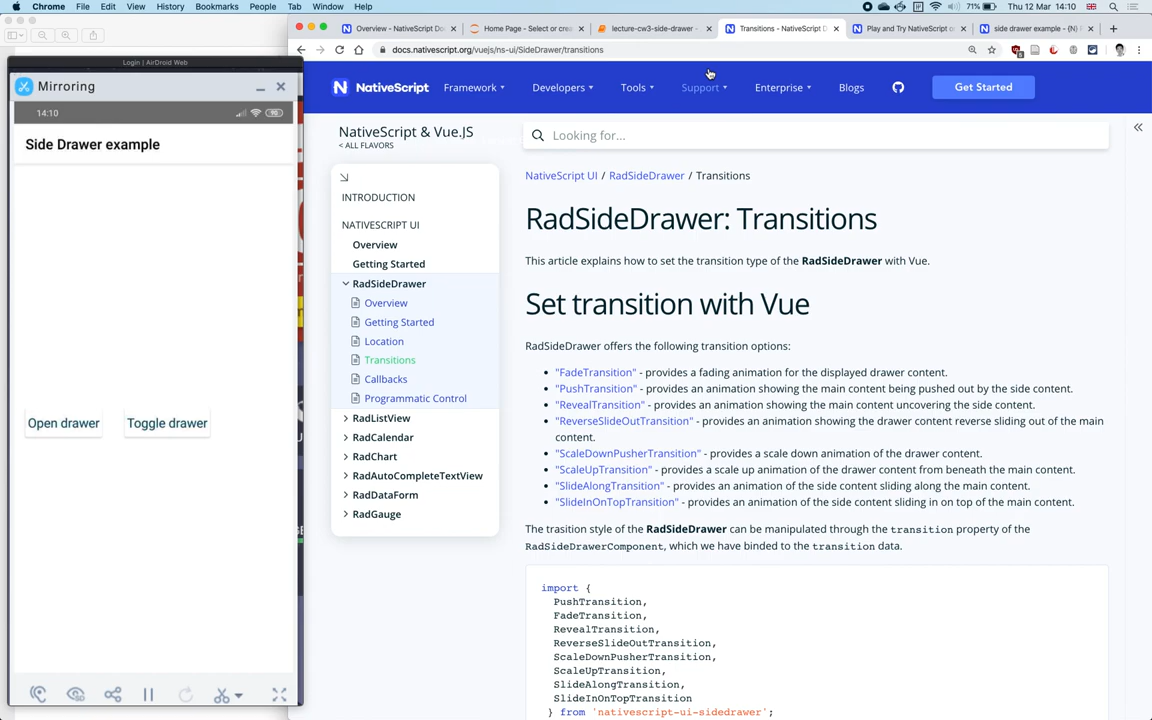 Chrome File Edit View History Bookmarks People Tab Window Help
71% Thu 12 Mar 14:10
Login | AirDroid Web
Mirroring
14:10
Side Drawer example
Open drawer Toggle drawer
Overview - NativeScript Do
Home Page - Select or crea
lecture-cw3-side-drawer -
Transitions - NativeScript D
Play and Try NativeScript o
side drawer example - {N} P
docs.nativescript.org/vuejs/ns-ui/SideDrawer/transitions
NativeScript Framework Developers Tools Support Enterprise Blogs Get Started
NativeScript & Vue.JS
< ALL FLAVORS
Looking for...
INTRODUCTION
NATIVESCRIPT UI
Overview
Getting Started
RadSideDrawer
Overview
Getting Started
Location
Transitions
Callbacks
Programmatic Control
RadListView
RadCalendar
RadChart
RadAutoCompleteTextView
RadDataForm
RadGauge
NativeScript UI / RadSideDrawer / Transitions
RadSideDrawer: Transitions
This article explains how to set the transition type of the RadSideDrawer with Vue.
Set transition with Vue
RadSideDrawer offers the following transition options:
• "FadeTransition" - provides a fading animation for the displayed drawer content.
• "PushTransition" - provides an animation showing the main content being pushed out by the side content.
• "RevealTransition" - provides an animation showing the main content uncovering the side content.
• "ReverseSlideOutTransition" - provides an animation showing the drawer content reverse sliding out of the main
content.
• "ScaleDownPusherTransition" - provides a scale down animation of the drawer content.
• "ScaleUpTransition" - provides a scale up animation of the drawer content from beneath the main content.
• "SlideAlongTransition" - provides an animation of the side content sliding along the main content.
• "SlideInOnTopTransition" - provides an animation of the side content sliding in on top of the main content.
The trasition style of the RadSideDrawer can be manipulated through the transition property of the
RadSideDrawerComponent, which we have binded to the transition data.
import {
PushTransition,
FadeTransition,
RevealTransition,
ReverseSlideOutTransition,
ScaleDownPusherTransition,
ScaleUpTransition,
SlideAlongTransition,
SlideInOnTopTransition
} from 'nativescript-ui-sidedrawer';